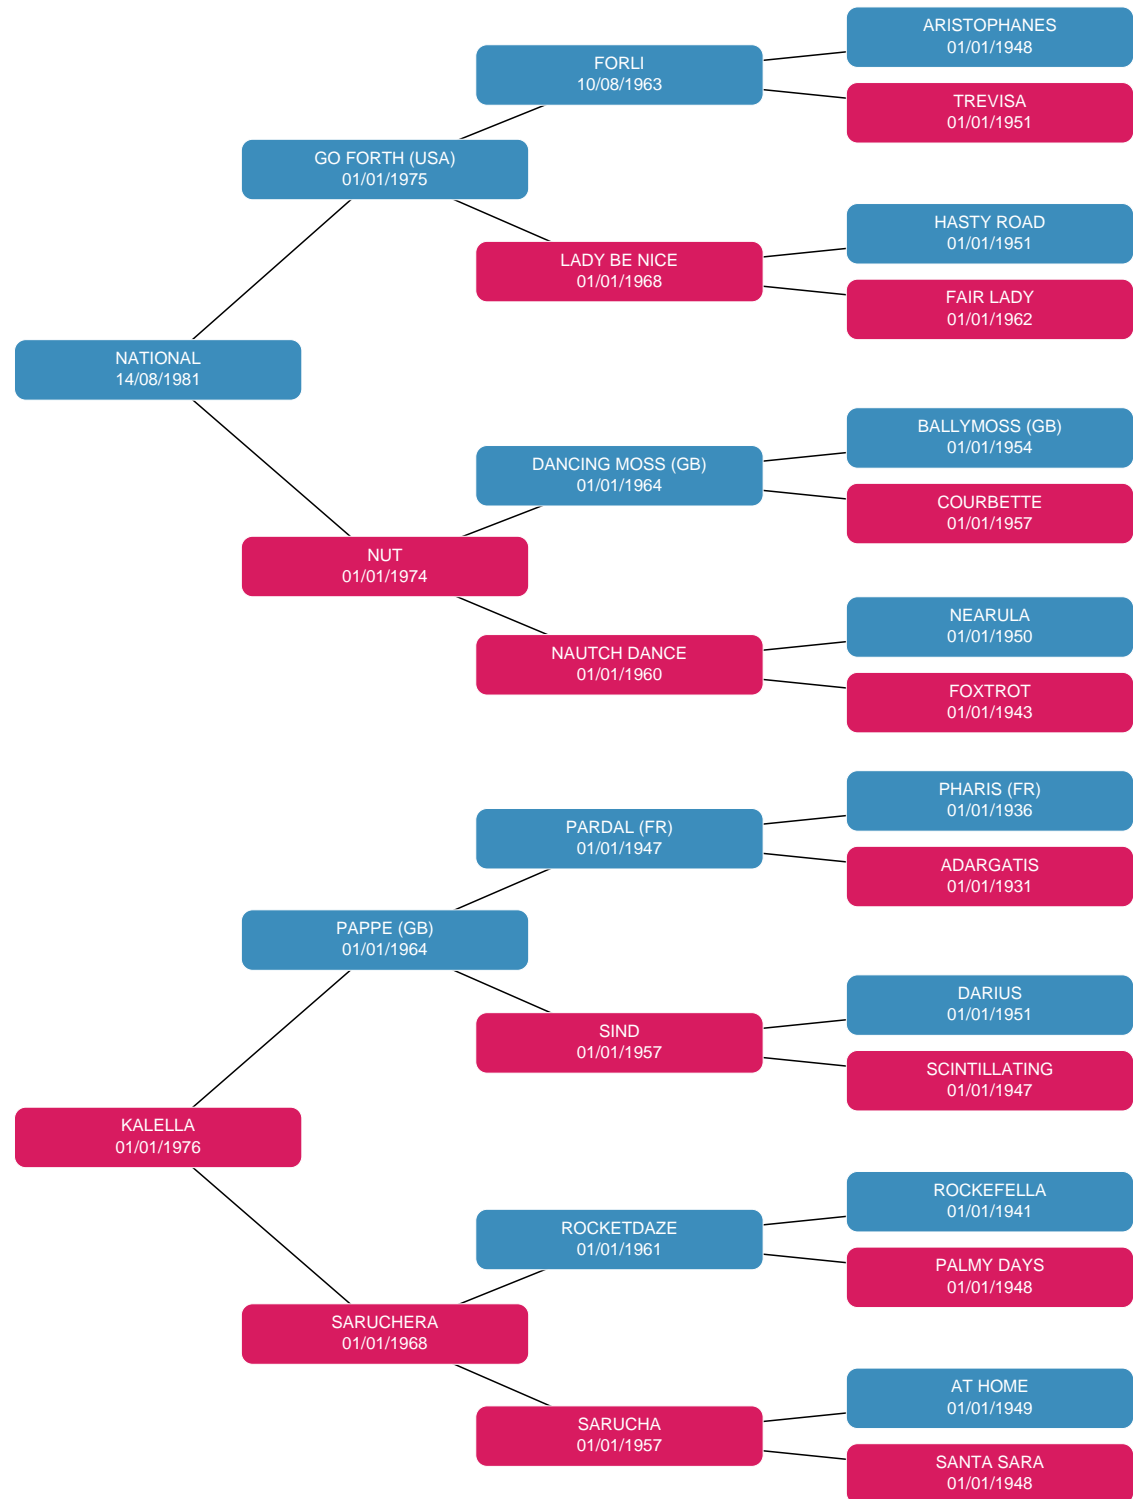 ARISTOPHANES
01/01/1948
FORLI
10/08/1963
TREVISA
01/01/1951
GO FORTH (USA)
01/01/1975
HASTY ROAD
01/01/1951
LADY BE NICE
01/01/1968
FAIR LADY
01/01/1962
NATIONAL
14/08/1981
BALLYMOSS (GB)
01/01/1954
DANCING MOSS (GB)
01/01/1964
COURBETTE
01/01/1957
NUT
01/01/1974
NEARULA
01/01/1950
NAUTCH DANCE
01/01/1960
FOXTROT
01/01/1943
PHARIS (FR)
01/01/1936
PARDAL (FR)
01/01/1947
ADARGATIS
01/01/1931
PAPPE (GB)
01/01/1964
DARIUS
01/01/1951
SIND
01/01/1957
SCINTILLATING
01/01/1947
KALELLA
01/01/1976
ROCKEFELLA
01/01/1941
ROCKETDAZE
01/01/1961
PALMY DAYS
01/01/1948
SARUCHERA
01/01/1968
AT HOME
01/01/1949
SARUCHA
01/01/1957
SANTA SARA
01/01/1948